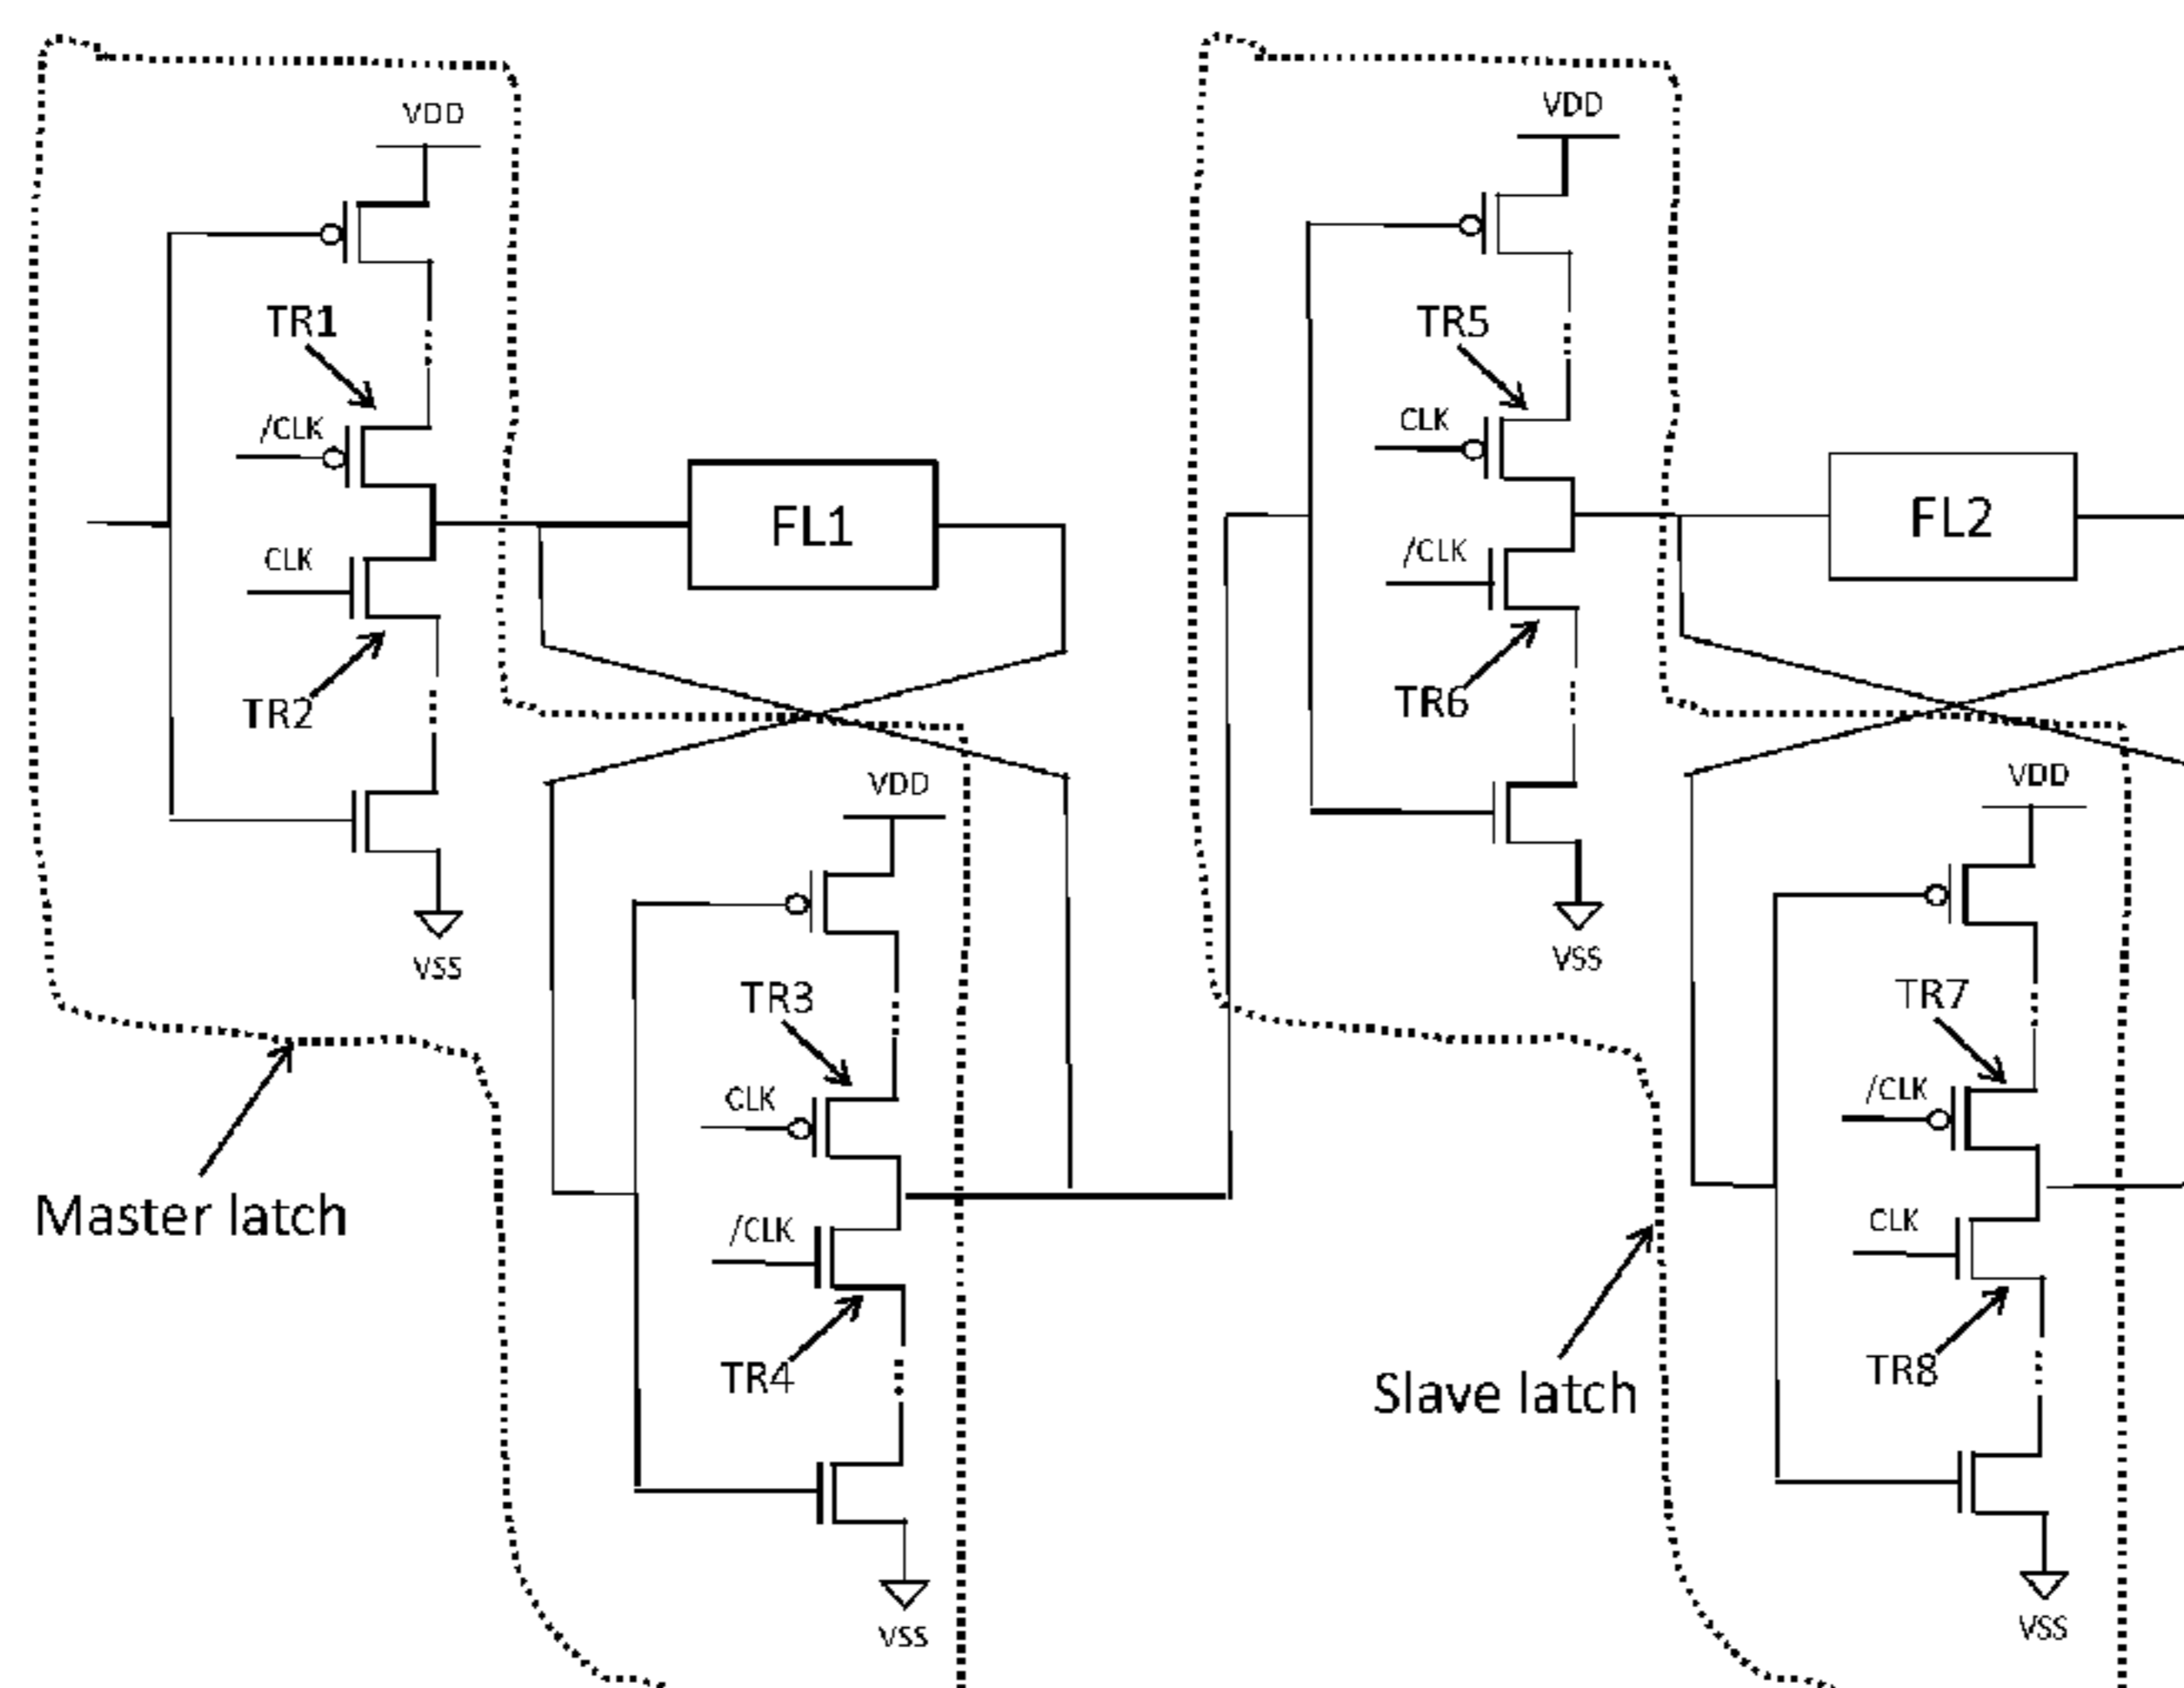 VDD
TR1
/CLK
CLK
TR2
VSS
FL1
VDD
TR3
CLK
/CLK
TR4
VSS
Master latch
VDD
TR5
CLK
/CLK
TR6
VSS
FL2
VDD
TR7
/CLK
CLK
TR8
VSS
Slave latch